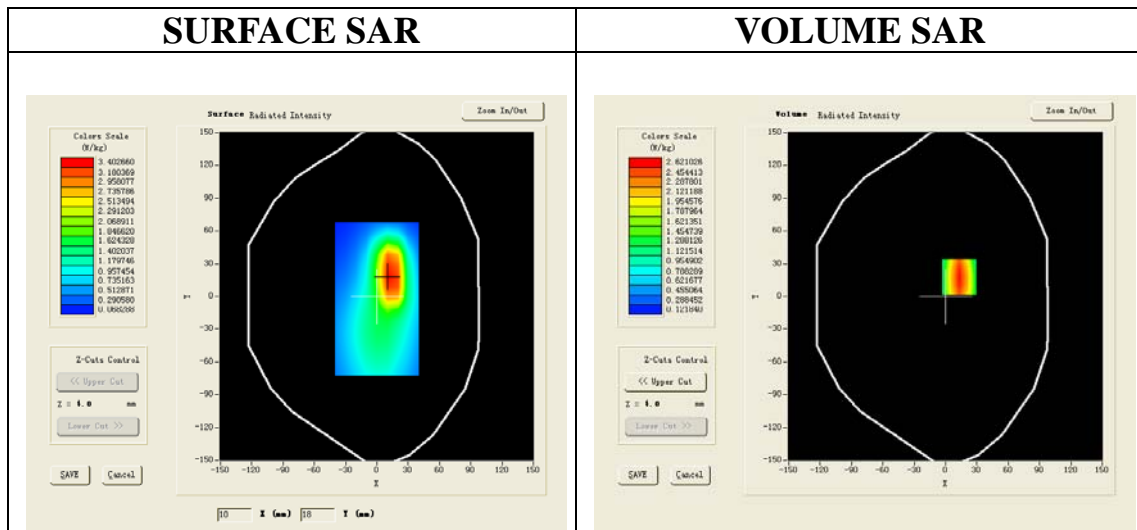 SURFACE SAR
VOLUME SAR
Surface Radiated Intensity
Zoom In/Out
Colors Scale
(W/kg)
3.402660
3.180369
2.958077
2.735786
2.513494
2.291203
2.068911
1.846620
1.624328
1.402037
1.179746
0.957454
0.735163
0.512871
0.290580
0.068288
Z-Cuts Control
<< Upper Cut
Z = 4.0 mm
Lower Cut >>
SAVE
Cancel
150
120
90
60
30
0
-30
-60
-90
-120
-150
Y
-150 -120 -90 -60 -30 0 30 60 90 120 150
X
10 X (mm) 18 Y (mm)
Volume Radiated Intensity
Zoom In/Out
Colors Scale
(W/kg)
2.621026
2.454413
2.287801
2.121188
1.954576
1.787964
1.621351
1.454739
1.288126
1.121514
0.954902
0.788289
0.621677
0.455064
0.288452
0.121840
Z-Cuts Control
<< Upper Cut
Z = 4.0 mm
Lower Cut >>
SAVE
Cancel
150
120
90
60
30
0
-30
-60
-90
-120
-150
Y
-150 -120 -90 -60 -30 0 30 60 90 120 150
X